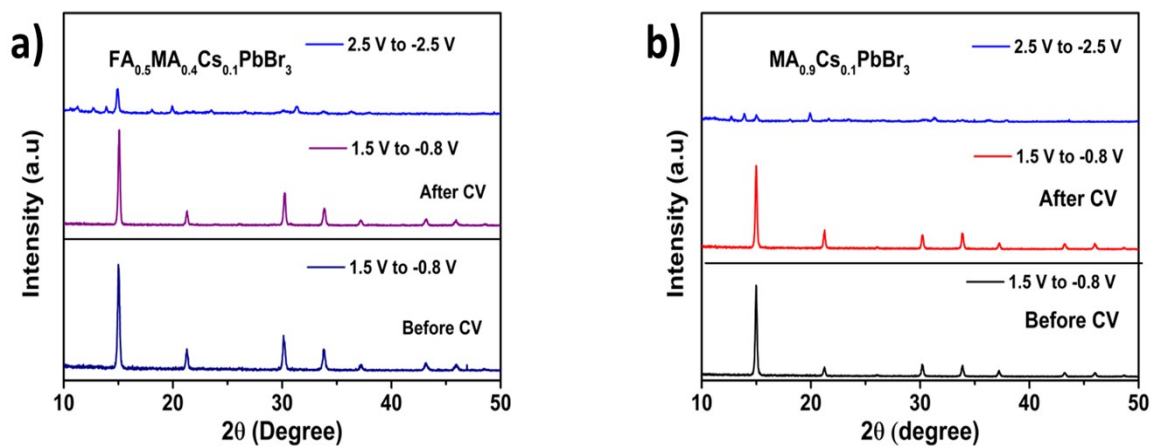 a)
FA0.5MA0.4Cs0.1PbBr3
2.5 V to -2.5 V
1.5 V to -0.8 V
After CV
1.5 V to -0.8 V
Before CV
Intensity (a.u)
10 20 30 40 50
2θ (Degree)
b)
MA0.9Cs0.1PbBr3
2.5 V to -2.5 V
1.5 V to -0.8 V
After CV
1.5 V to -0.8 V
Before CV
Intensity (a.u)
10 20 30 40 50
2θ (degree)